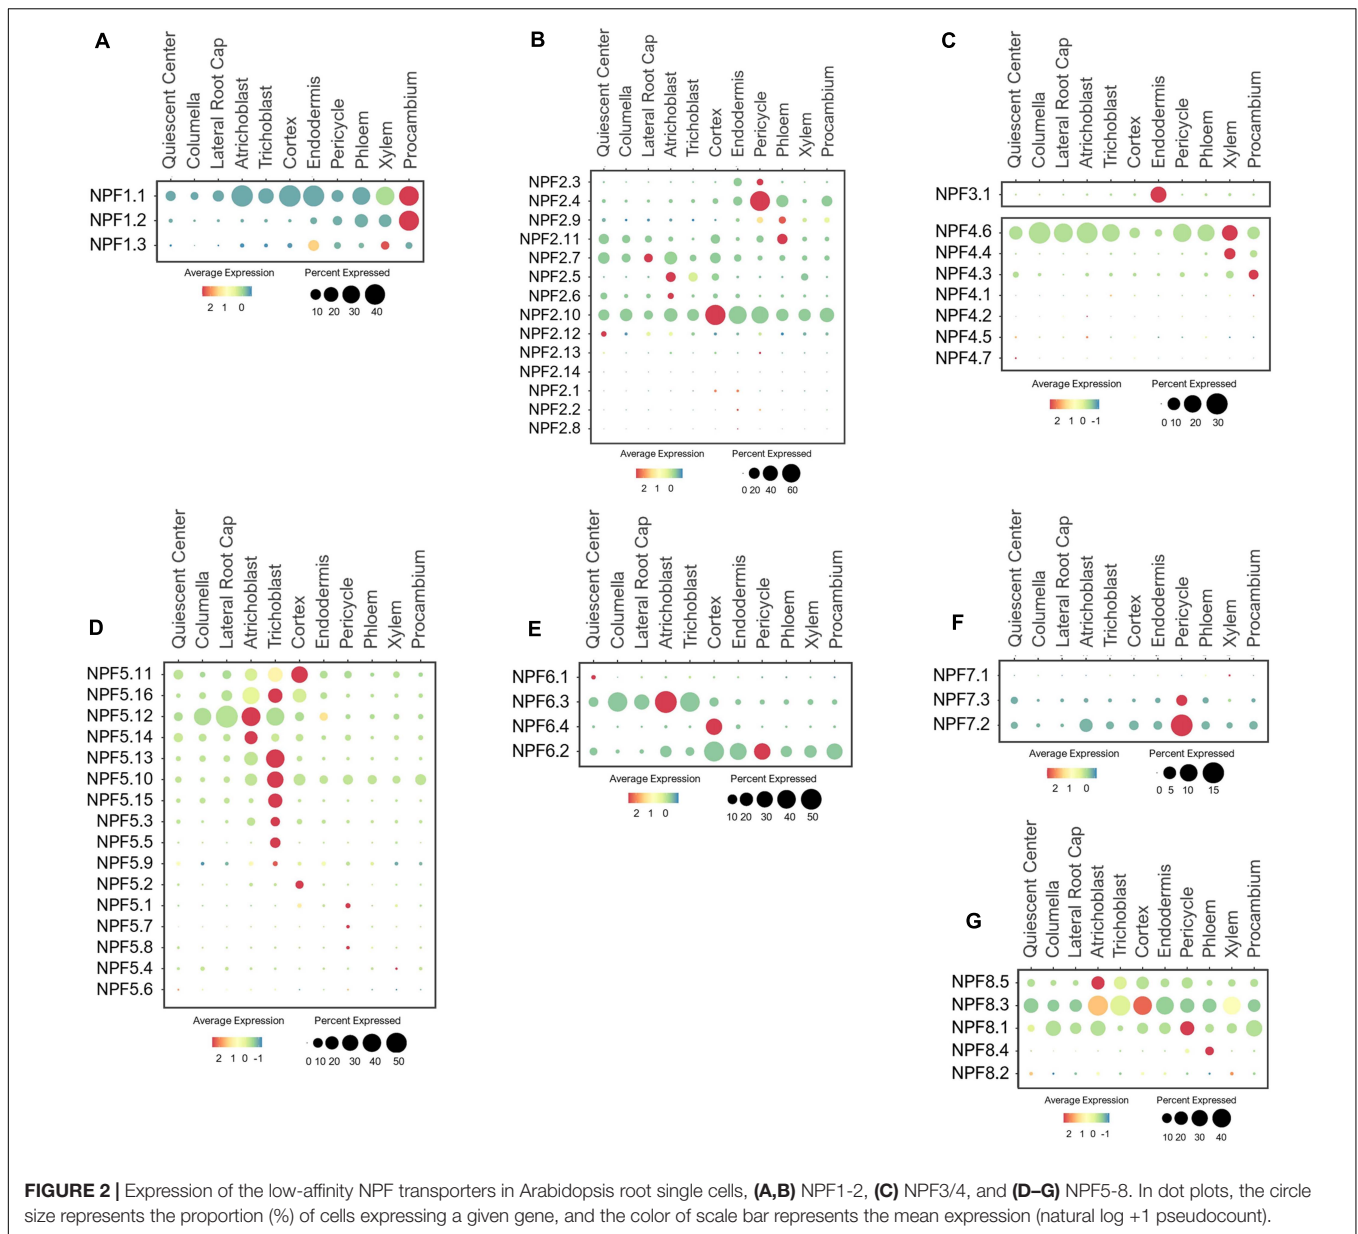 A
Quiescent Center
Columella
Lateral Root Cap
Atrichoblast
Trichoblast
Cortex
Endodermis
Pericycle
Phloem
Xylem
Procambium
NPF1.1
NPF1.2
NPF1.3
Average Expression
Percent Expressed
2 1 0
10 20 30 40
B
Quiescent Center
Columella
Lateral Root Cap
Atrichoblast
Trichoblast
Cortex
Endodermis
Pericycle
Phloem
Xylem
Procambium
NPF2.3
NPF2.4
NPF2.9
NPF2.11
NPF2.7
NPF2.5
NPF2.6
NPF2.10
NPF2.12
NPF2.13
NPF2.14
NPF2.1
NPF2.2
NPF2.8
Average Expression
Percent Expressed
2 1 0
0 20 40 60
C
Quiescent Center
Columella
Lateral Root Cap
Atrichoblast
Trichoblast
Cortex
Endodermis
Pericycle
Phloem
Xylem
Procambium
NPF3.1
NPF4.6
NPF4.4
NPF4.3
NPF4.1
NPF4.2
NPF4.5
NPF4.7
Average Expression
Percent Expressed
2 1 0 -1
0 10 20 30
D
Quiescent Center
Columella
Lateral Root Cap
Atrichoblast
Trichoblast
Cortex
Endodermis
Pericycle
Phloem
Xylem
Procambium
NPF5.11
NPF5.16
NPF5.12
NPF5.14
NPF5.13
NPF5.10
NPF5.15
NPF5.3
NPF5.5
NPF5.9
NPF5.2
NPF5.1
NPF5.7
NPF5.8
NPF5.4
NPF5.6
Average Expression
Percent Expressed
2 1 0 -1
0 10 20 30 40 50
E
Quiescent Center
Columella
Lateral Root Cap
Atrichoblast
Trichoblast
Cortex
Endodermis
Pericycle
Phloem
Xylem
Procambium
NPF6.1
NPF6.3
NPF6.4
NPF6.2
Average Expression
Percent Expressed
2 1 0
10 20 30 40 50
F
Quiescent Center
Columella
Lateral Root Cap
Atrichoblast
Trichoblast
Cortex
Endodermis
Pericycle
Phloem
Xylem
Procambium
NPF7.1
NPF7.3
NPF7.2
Average Expression
Percent Expressed
2 1 0
0 5 10 15
G
Quiescent Center
Columella
Lateral Root Cap
Atrichoblast
Trichoblast
Cortex
Endodermis
Pericycle
Phloem
Xylem
Procambium
NPF8.5
NPF8.3
NPF8.1
NPF8.4
NPF8.2
Average Expression
Percent Expressed
2 1 0 -1
10 20 30 40
FIGURE 2 | Expression of the low-affinity NPF transporters in Arabidopsis root single cells, (A,B) NPF1-2, (C) NPF3/4, and (D–G) NPF5-8. In dot plots, the circle
size represents the proportion (%) of cells expressing a given gene, and the color of scale bar represents the mean expression (natural log +1 pseudocount).